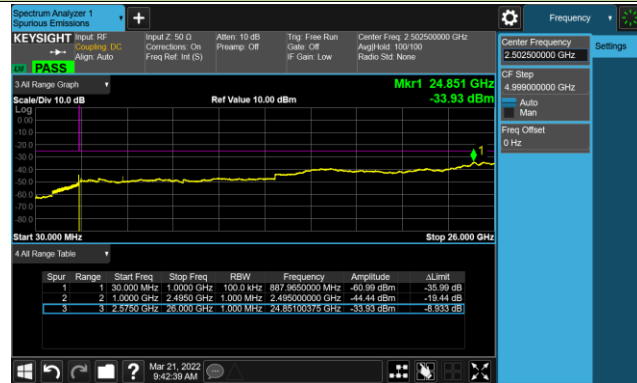 Spectrum Analyzer 1
Spurious Emissions
+
Frequency
KEYSIGHT Input: RF Input Z: 50 Ω Atten: 10 dB Trig: Free Run Center Freq: 2.502500000 GHz
Coupling: DC Corrections: On Preamp: Off Gate: Off Avg|Hold: 100/100
Align: Auto Freq Ref: Int (S) IF Gain: Low Radio Std: None
PASS
Center Frequency
2.502500000 GHz
Settings
CF Step
4.999000000 GHz
Auto
Man
Freq Offset
0 Hz
3 All Range Graph
Mkr1 24.851 GHz
Scale/Div 10.0 dB Ref Value 10.00 dBm -33.93 dBm
Log
0.00
-10.0
-20.0
-30.0
-40.0
-50.0
-60.0
-70.0
-80.0
1
Start 30.000 MHz Stop 26.000 GHz
4 All Range Table
Spur Range Start Freq Stop Freq RBW Frequency Amplitude ΔLimit
1 1 30.000 MHz 1.0000 GHz 100.0 kHz 887.9650000 MHz -60.99 dBm -35.99 dB
2 2 1.0000 GHz 2.4950 GHz 1.000 MHz 2.495000000 GHz -44.44 dBm -19.44 dB
3 3 2.5750 GHz 26.000 GHz 1.000 MHz 24.85100375 GHz -33.93 dBm -8.933 dB
?
Mar 21, 2022
9:42:39 AM